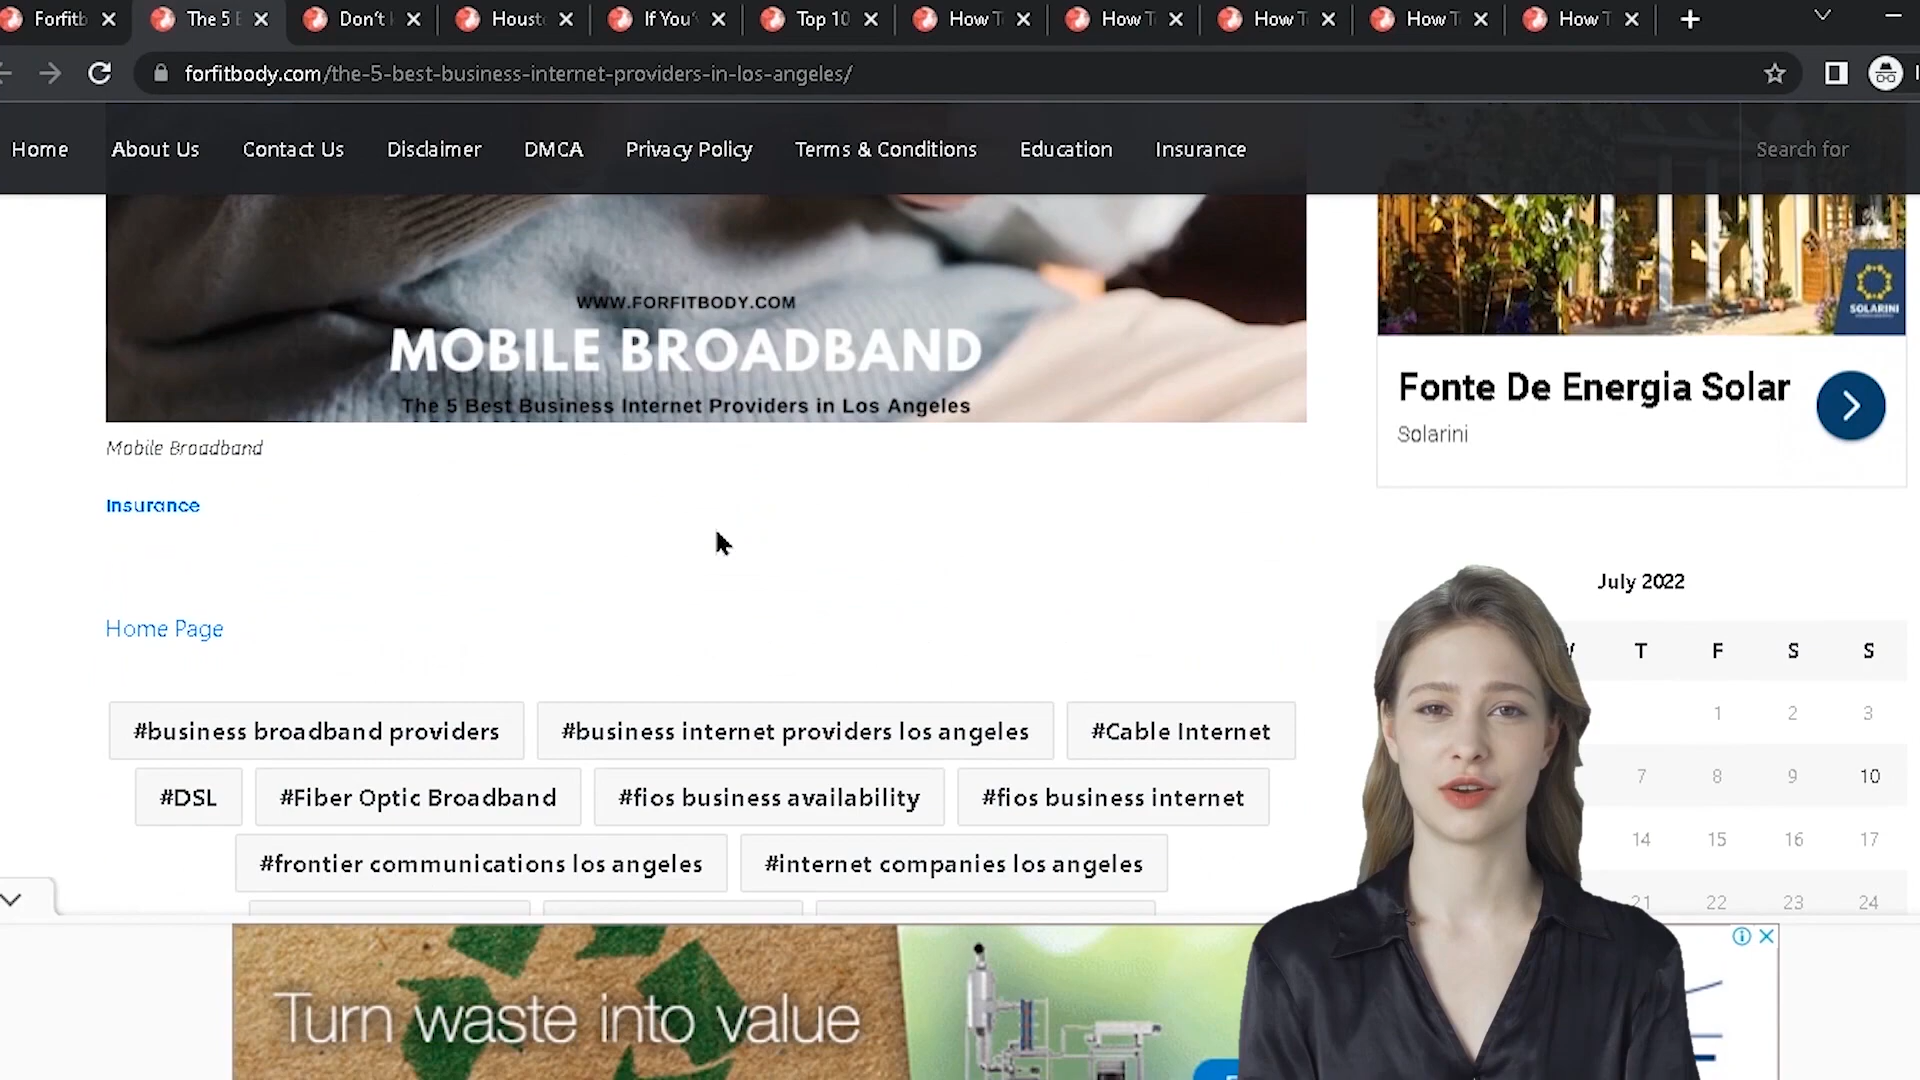 Forfitb
The 5 B
Don't
Houst
If You'
Top 10
How T
How T
How T
How T
How T
forfitbody.com/the-5-best-business-internet-providers-in-los-angeles/
Home
About Us
Contact Us
Disclaimer
DMCA
Privacy Policy
Terms & Conditions
Education
Insurance
Search for
WWW.FORFITBODY.COM
MOBILE BROADBAND
The 5 Best Business Internet Providers in Los Angeles
Mobile Broadband
Insurance
Home Page
#business broadband providers
#business internet providers los angeles
#Cable Internet
#DSL
#Fiber Optic Broadband
#fios business availability
#fios business internet
#frontier communications los angeles
#internet companies los angeles
SOLARINI
Fonte De Energia Solar
Solarini
July 2022
T F S S
1 2 3
7 8 9 10
14 15 16 17
21 22 23 24
Turn waste into value